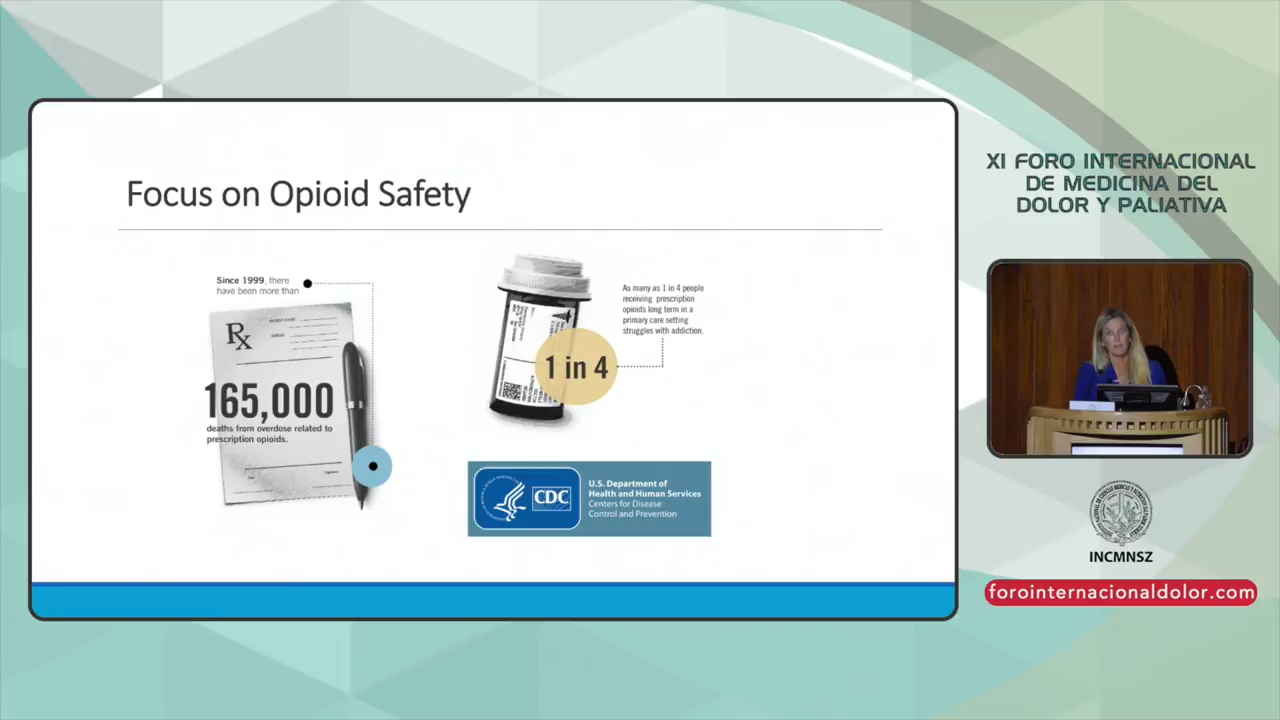 Focus on Opioid Safety
Since 1999, there
have been more than
Rx
165,000
deaths from overdose related to
prescription opioids.
1 in 4
As many as 1 in 4 people
receiving prescription
opioids long term in a
primary care setting
struggles with addiction.
CDC
U.S. Department of
Health and Human Services
Centers for Disease
Control and Prevention
XI FORO INTERNACIONAL
DE MEDICINA DEL
DOLOR Y PALIATIVA
INCMNSZ
forointernacionaldolor.com